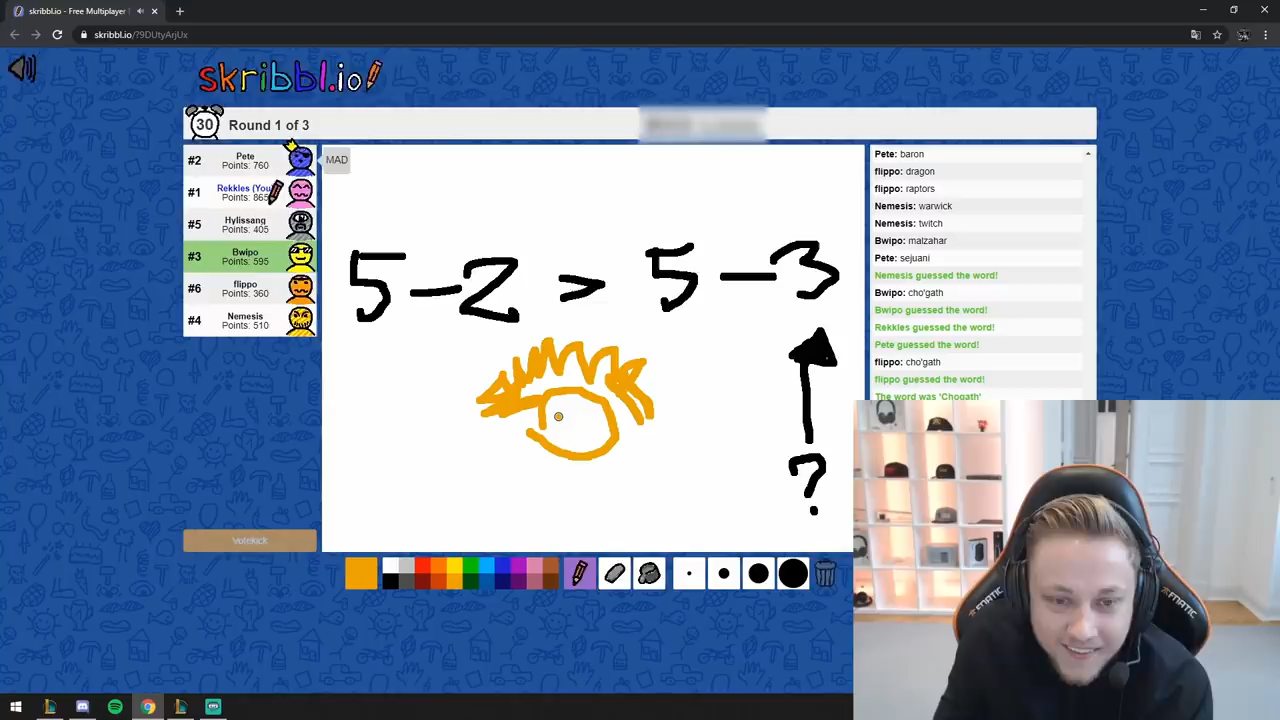 skribbl.io - Free Multiplayer
skribbl.io/?9DUtyArjUx
skribbl.io
30 Round 1 of 3
#2 Pete
Points: 760
MAD
#1 Rekkles (You
Points: 865
#5 Hylissang
Points: 405
#3 Bwipo
Points: 595
#6 flippo
Points: 360
#4 Nemesis
Points: 510
Votekick
5-2 > 5-3
?
Pete: baron
flippo: dragon
flippo: raptors
Nemesis: warwick
Nemesis: twitch
Bwipo: malzahar
Pete: sejuani
Nemesis guessed the word!
Bwipo: cho'gath
Bwipo guessed the word!
Rekkles guessed the word!
Pete guessed the word!
flippo: cho'gath
flippo guessed the word!
The word was 'Chogath'
FNATIC
FNATIC